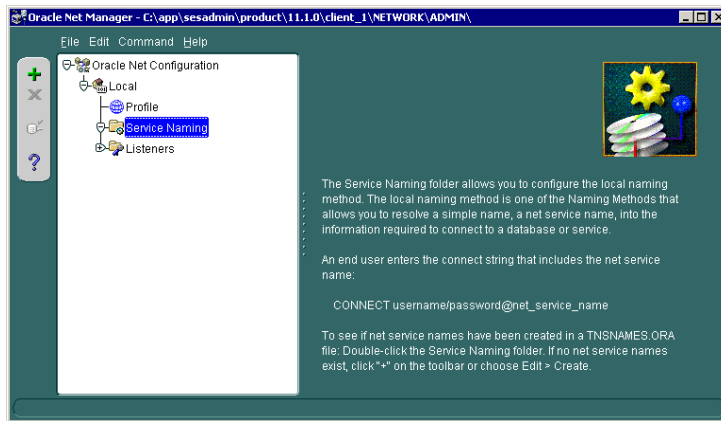 Oracle Net Manager - C:\app\sesadmin\product\11.1.0\client_1\NETWORK\ADMIN\
File Edit Command Help
Oracle Net Configuration
Local
Profile
Service Naming
Listeners
The Service Naming folder allows you to configure the local naming
method. The local naming method is one of the Naming Methods that
allows you to resolve a simple name, a net service name, into the
information required to connect to a database or service.
An end user enters the connect string that includes the net service
name:
CONNECT username/password@net_service_name
To see if net service names have been created in a TNSNAMES.ORA
file: Double-click the Service Naming folder. If no net service names
exist, click "+" on the toolbar or choose Edit > Create.